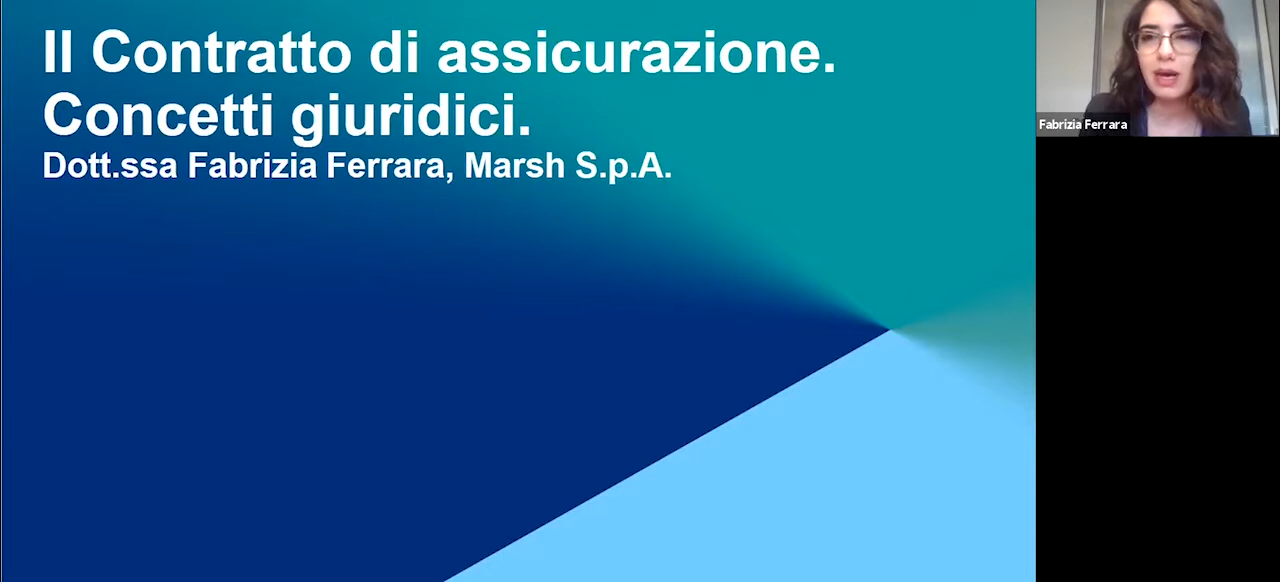 Il Contratto di assicurazione.
Concetti giuridici.
Dott.ssa Fabrizia Ferrara, Marsh S.p.A.
Fabrizia Ferrara